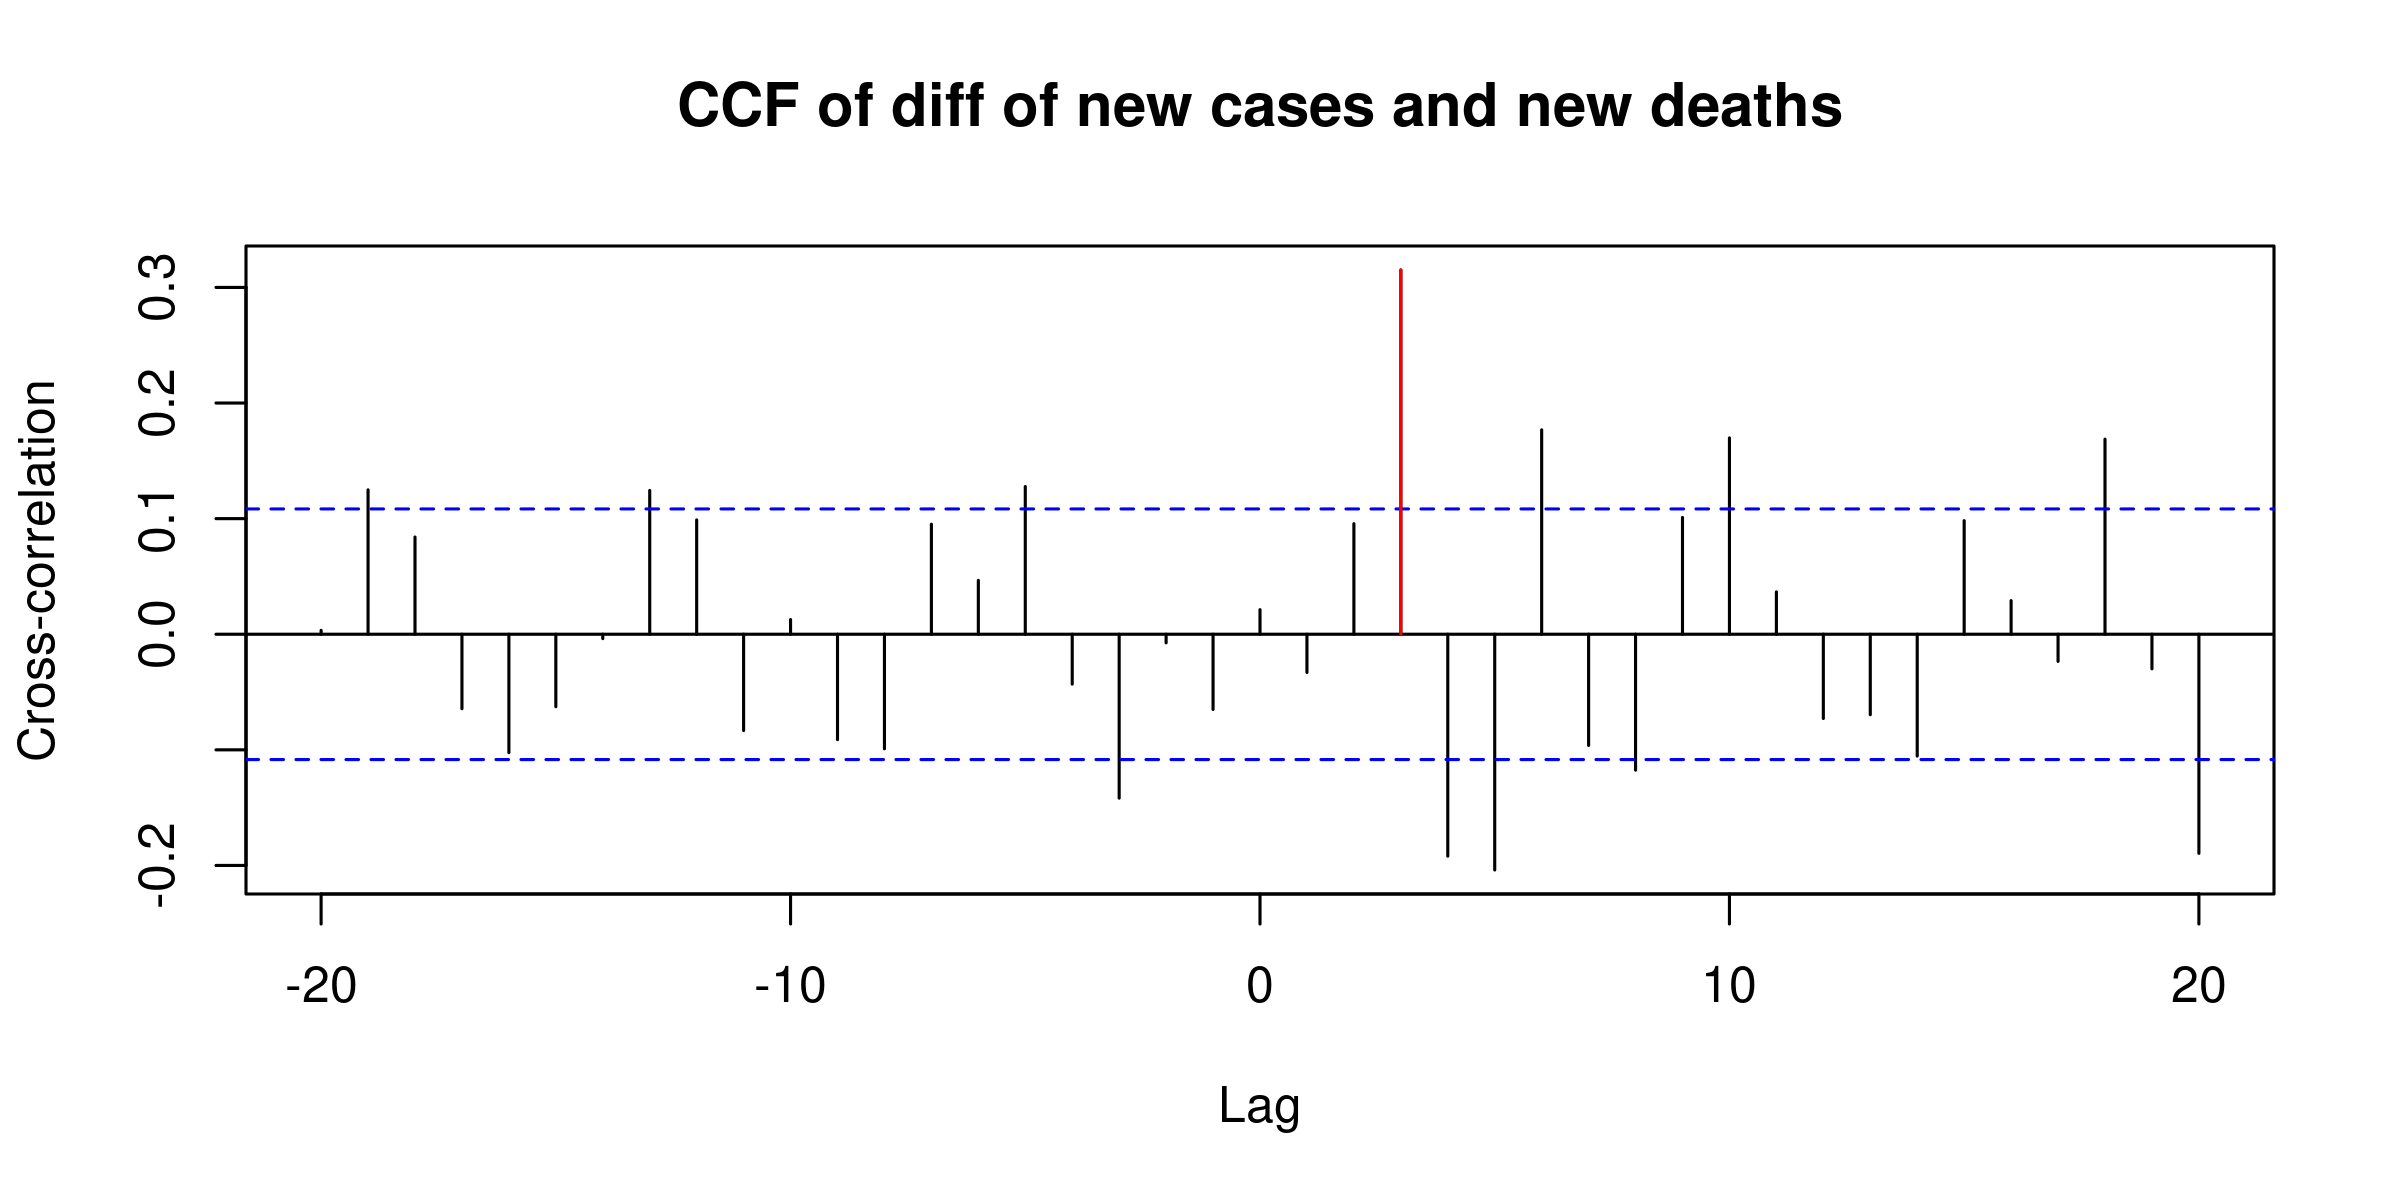 CCF of diff of new cases and new deaths
Cross-correlation
0.3
0.2
0.1
0.0
-0.2
-20 -10 0 10 20
Lag